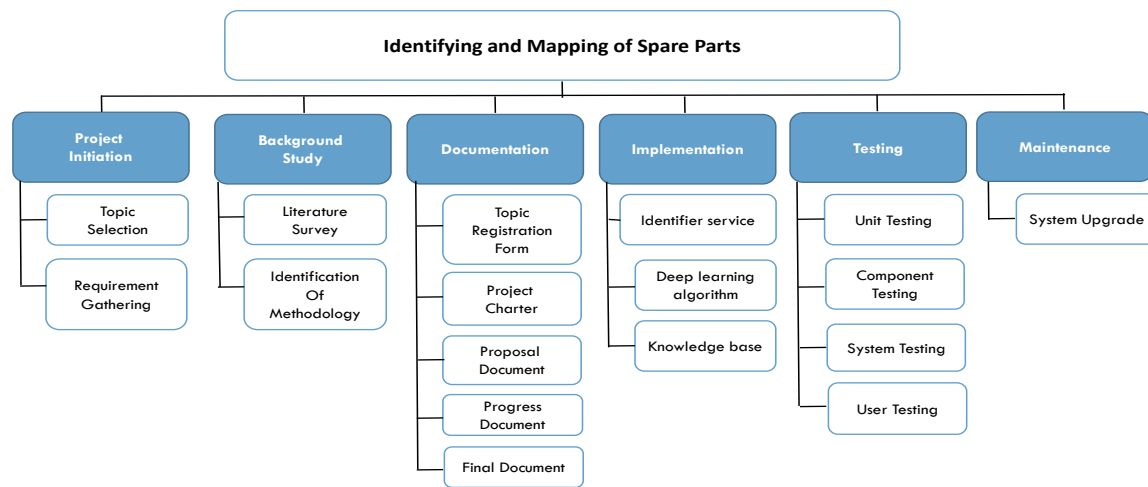 Identifying and Mapping of Spare Parts
Project
Initiation
Background
Study
Documentation
Implementation
Testing
Maintenance
Topic
Selection
Requirement
Gathering
Literature
Survey
Identification
Of
Methodology
Topic
Registration
Form
Project
Charter
Proposal
Document
Progress
Document
Final Document
Identifier service
Deep learning
algorithm
Knowledge base
Unit Testing
Component
Testing
System Testing
User Testing
System Upgrade